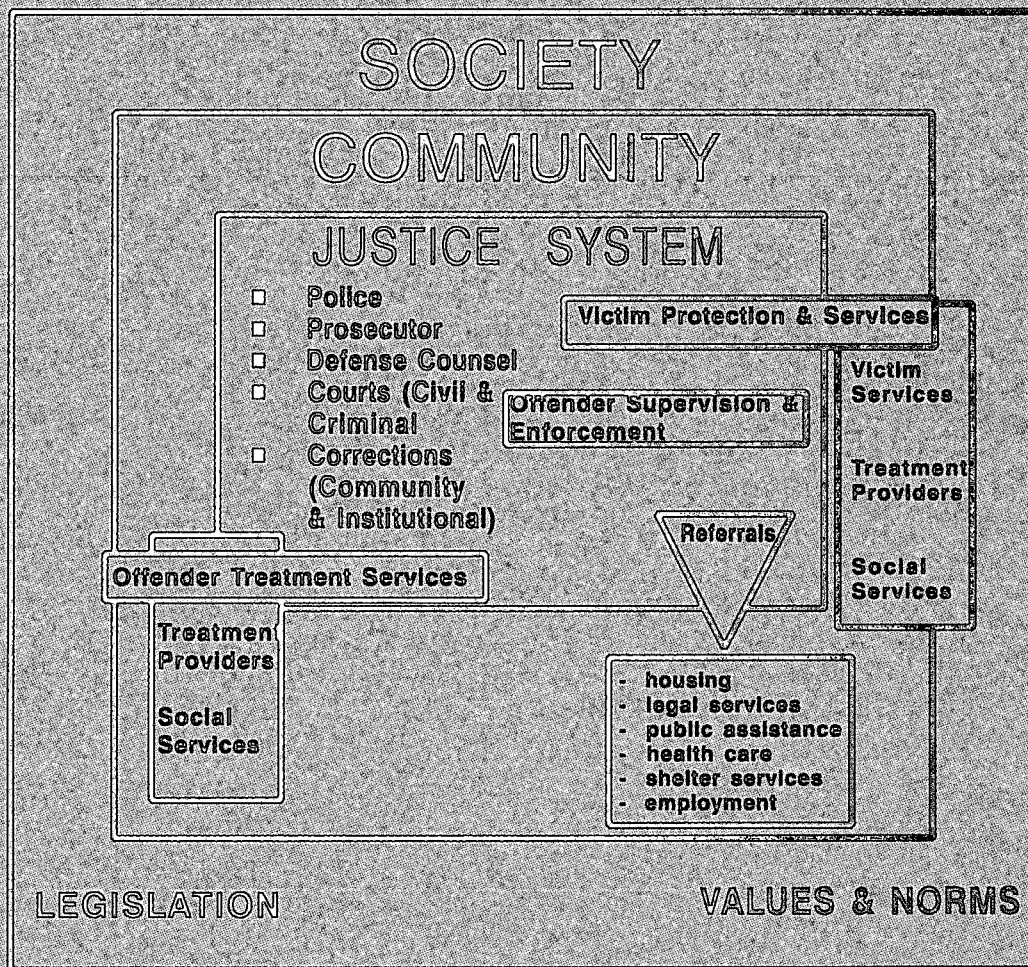 SOCIETY
COMMUNITY
JUSTICE SYSTEM
Police
Prosecutor
Defense Counsel
Courts (Civil &
Criminal
Corrections
(Community
& Institutional)
Victim Protection & Services
Offender Supervision &
Enforcement
Victim
Services
Treatment
Providers
Social
Services
Referrals
Offender Treatment Services
Treatment
Providers
Social
Services
- housing
- legal services
- public assistance
- health care
- shelter services
- employment
LEGISLATION
VALUES & NORMS